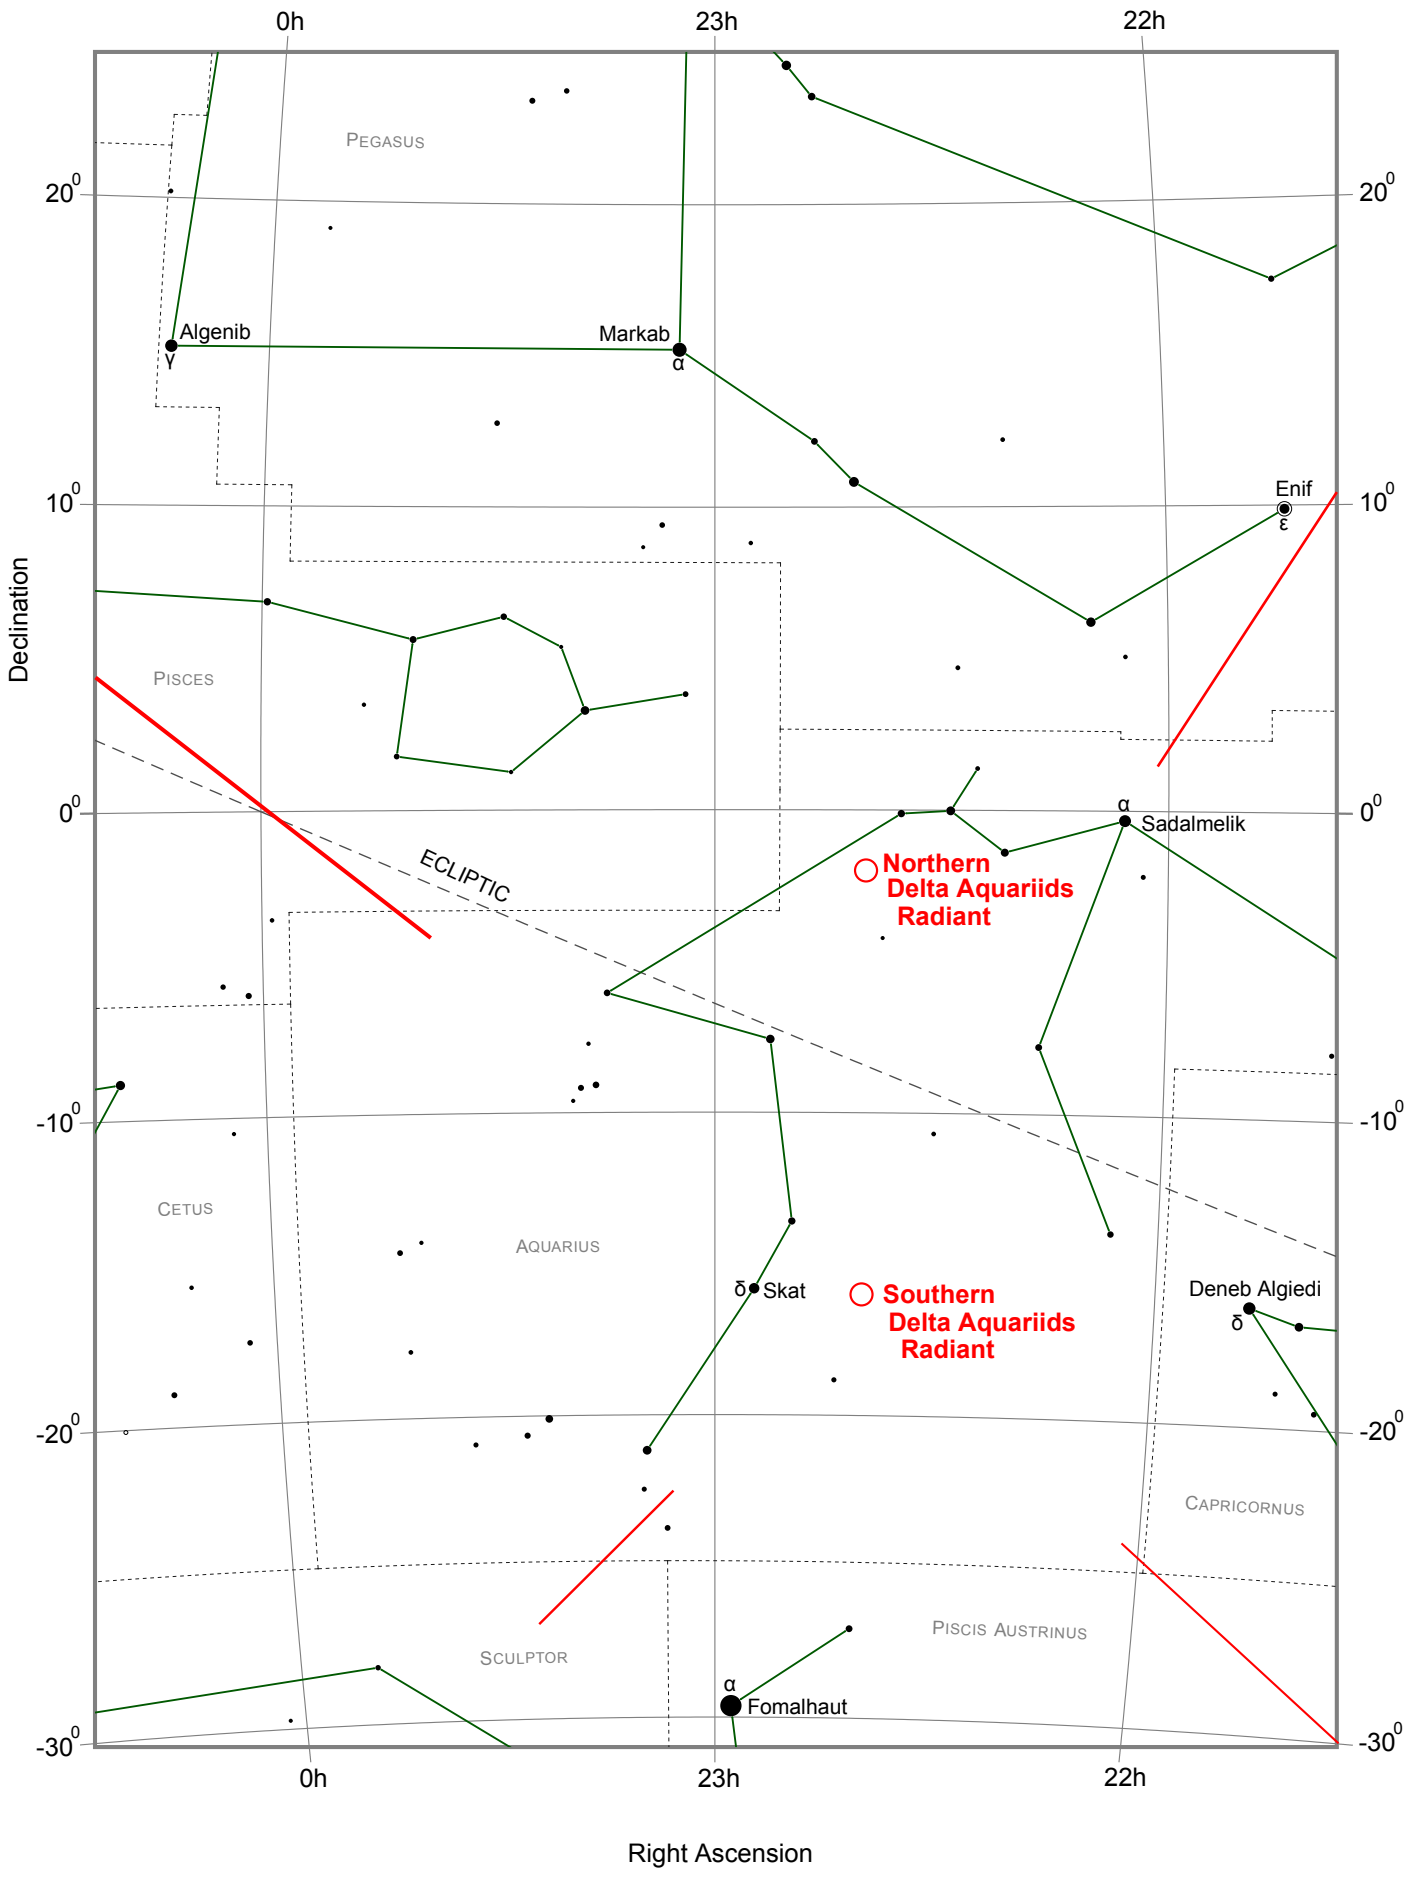 0h 23h 22h
PEGASUS
20⁰ 20⁰
Algenib
γ
Markab
α
10⁰ 10⁰
Enif
ε
Declination
PISCES
0⁰ 0⁰
α
Sadalmelik
ECLIPTIC
Northern
Delta Aquariids
Radiant
-10⁰ -10⁰
CETUS
AQUARIUS
δ Skat
Southern
Delta Aquariids
Radiant
Deneb Algiedi
δ
-20⁰ -20⁰
CAPRICORNUS
PISCIS AUSTRINUS
SCULPTOR
α
Fomalhaut
-30⁰ -30⁰
0h 23h 22h
Right Ascension